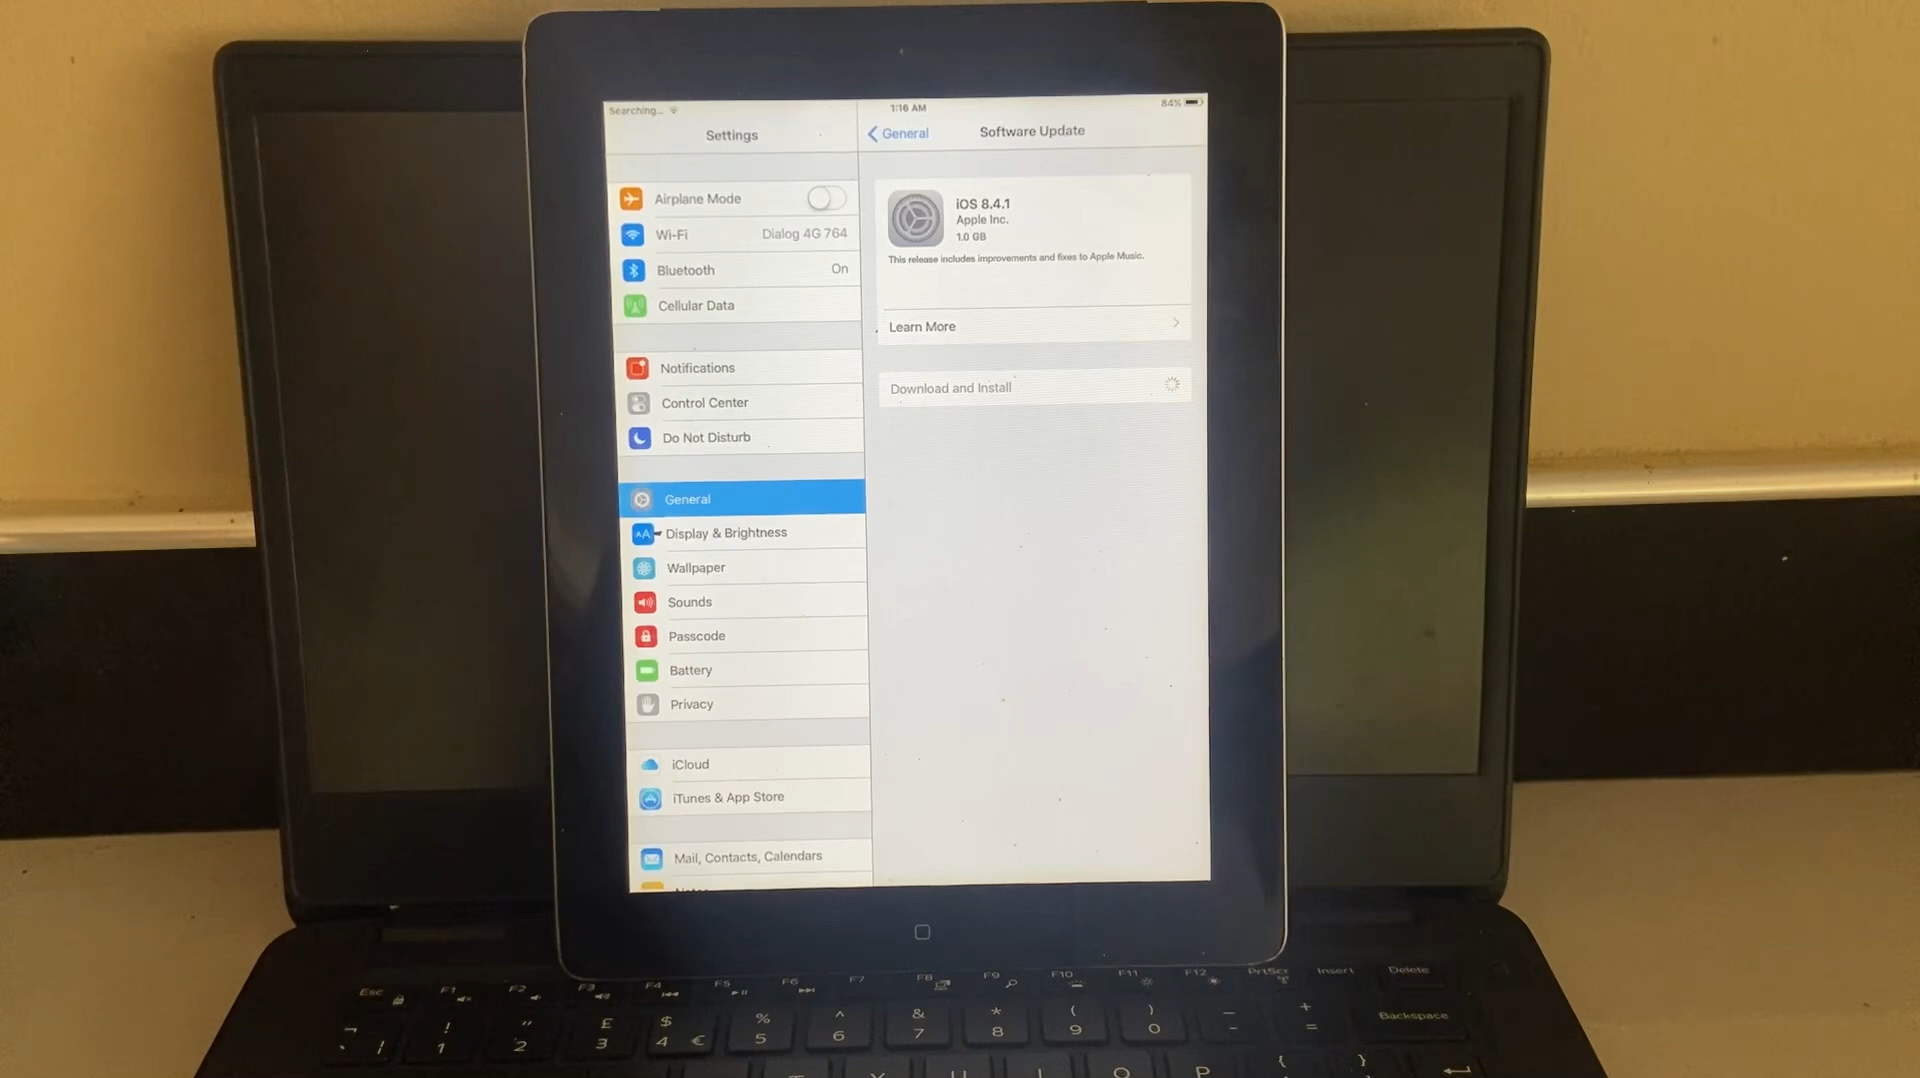 Searching...
1:16 AM
84%
Settings
General
Software Update
Airplane Mode
Wi-Fi
Dialog 4G 764
Bluetooth
On
Cellular Data
Notifications
Control Center
Do Not Disturb
General
AA
Display & Brightness
Wallpaper
Sounds
Passcode
Battery
Privacy
iCloud
iTunes & App Store
Mail, Contacts, Calendars
iOS 8.4.1
Apple Inc.
1.0 GB
This release includes improvements and fixes to Apple Music.
Learn More
Download and Install
Esc F1 F2 F3 F4 F5 F6 F7 F8 F9 F10 F11 F12 PrtScr Insert Delete
! " £ $ % ^ & * ( ) _ +
1 2 3 4 € 5 6 7 8 9 0 - = Backspace
O P { }